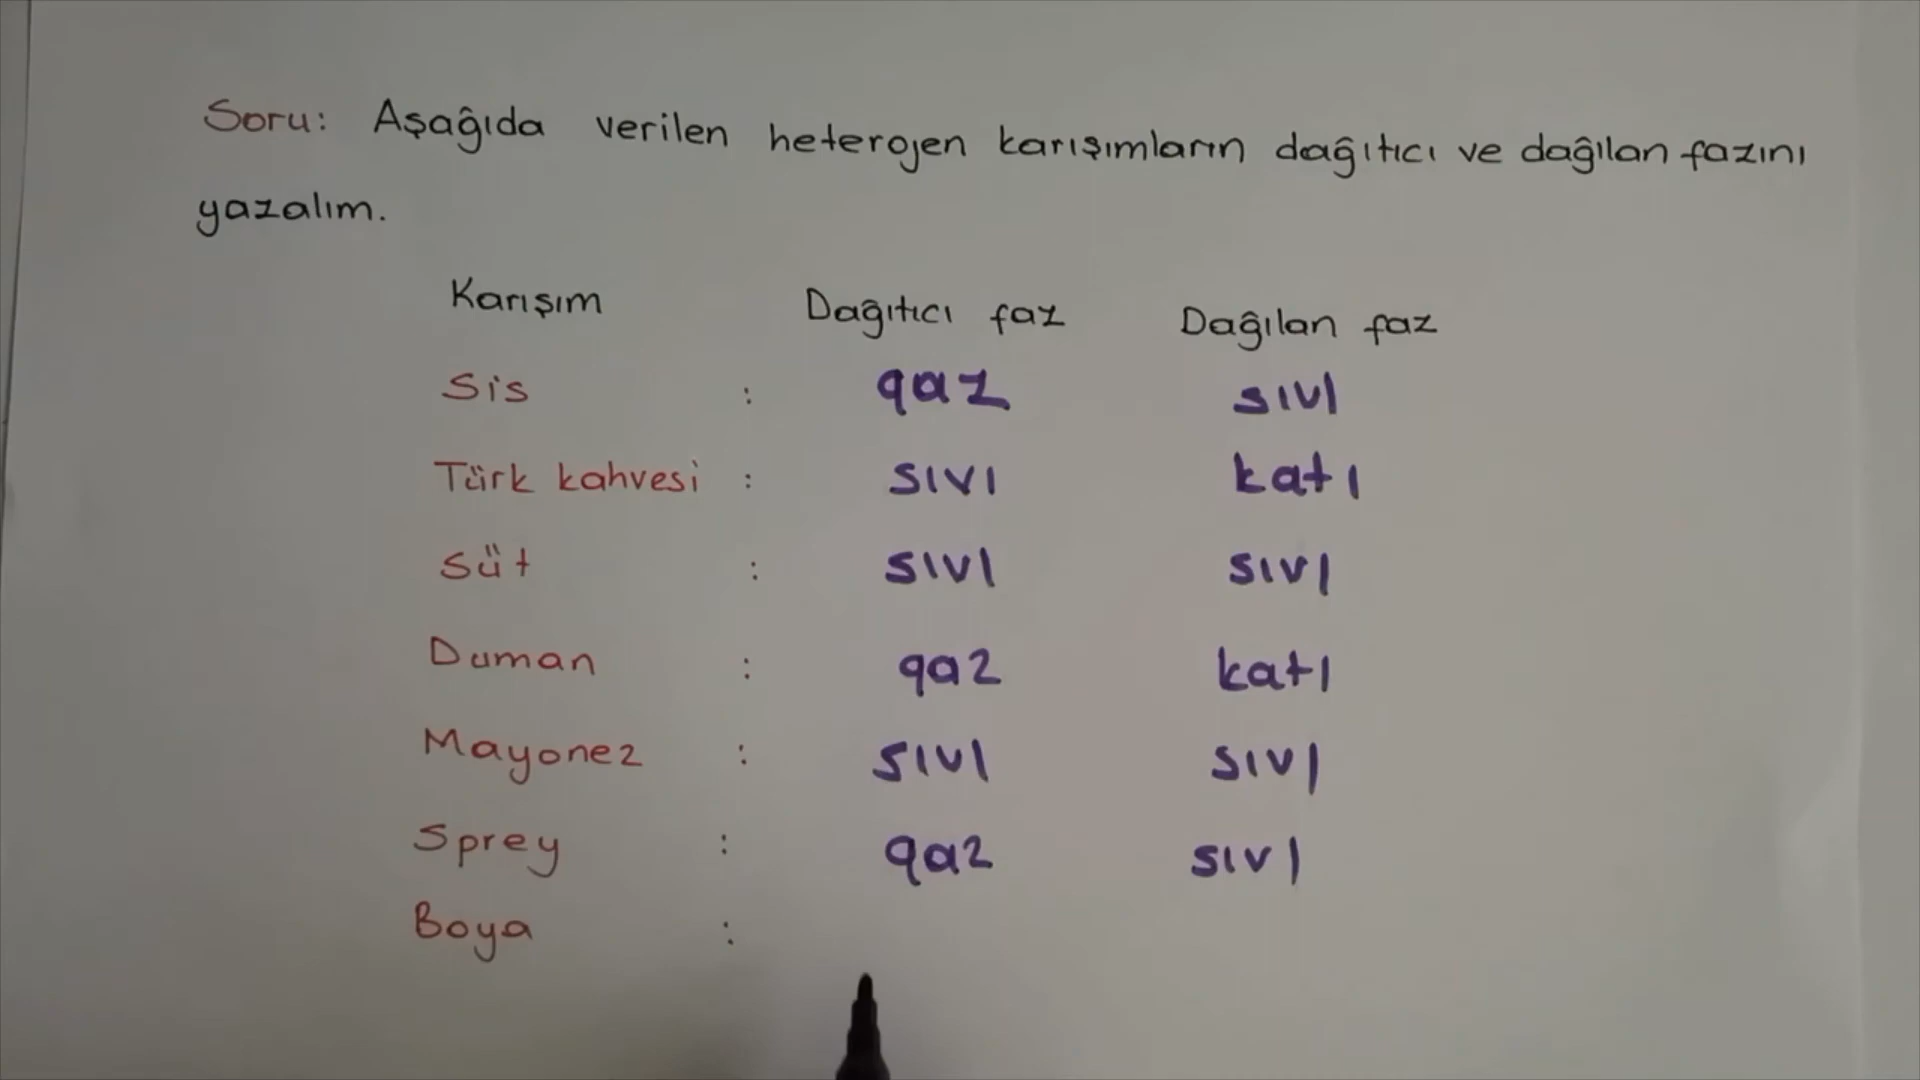 Soru: Aşağıda verilen heterojen karışımların dağıtıcı ve dağılan fazını
yazalım.
Karışım Dağıtıcı faz Dağılan faz
Sis : gaz sıvı
Türk kahvesi : sıvı katı
Süt : sıvı sıvı
Duman : gaz katı
Mayonez : sıvı sıvı
Sprey : gaz sıvı
Boya :